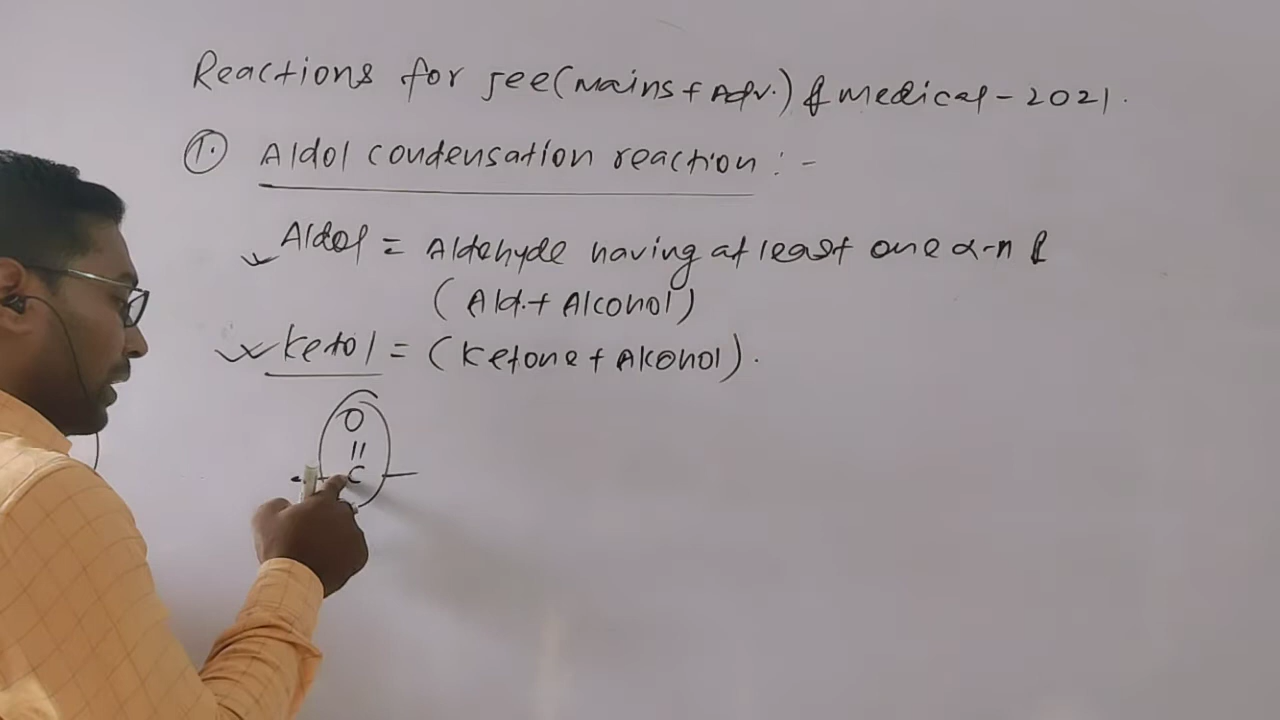 Reactions for Jee (Mains + Adv.) & medical - 2021.
1. Aldol condensation reaction :-
Aldol = Aldehyde having at least one α-H &
(Ald. + Alcohol)
Ketol = (Ketone + Alcohol).
O
=
C